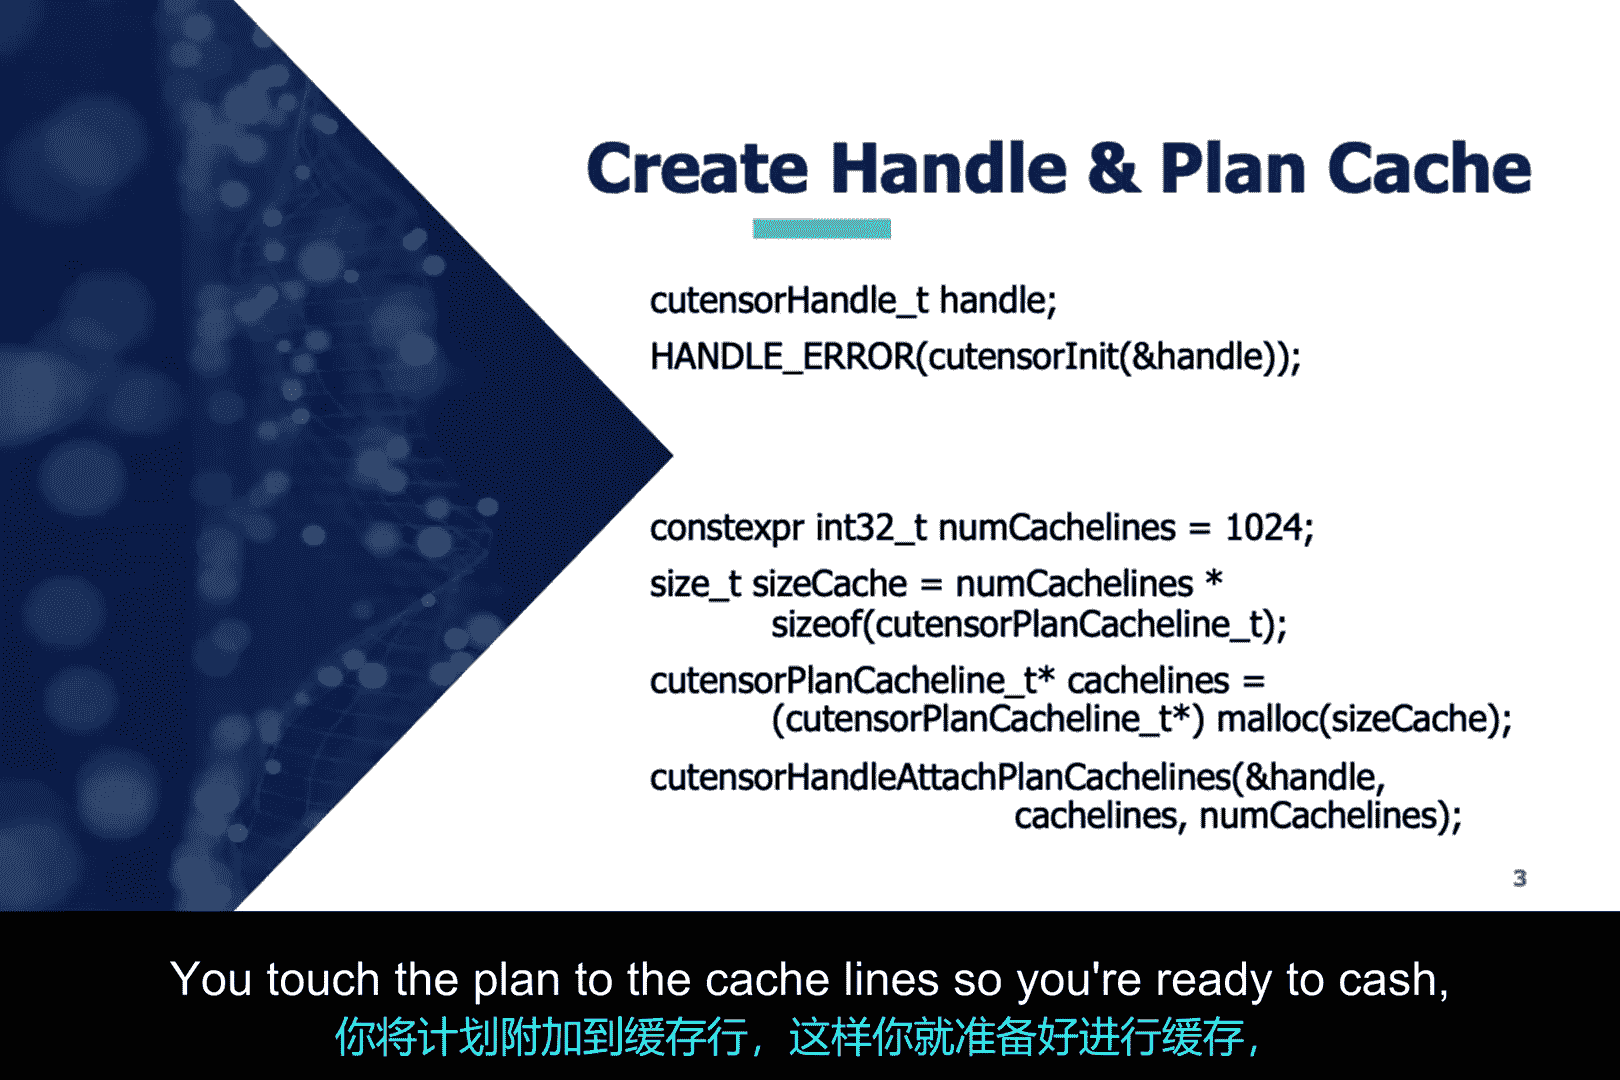 Create Handle & Plan Cache
cutensorHandle_t handle;
HANDLE_ERROR(cutensorInit(&handle));
constexpr int32_t numCachelines = 1024;
size_t sizeCache = numCachelines *
sizeof(cutensorPlanCacheline_t);
cutensorPlanCacheline_t* cachelines =
(cutensorPlanCacheline_t*) malloc(sizeCache);
cutensorHandleAttachPlanCachelines(&handle,
cachelines, numCachelines);
3
You touch the plan to the cache lines so you're ready to cash,
你将计划附加到缓存行，这样你就准备好进行缓存，